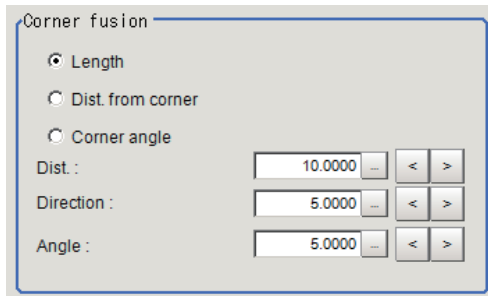 Corner fusion
Length
Dist. from corner
Corner angle
Dist. : 10.0000 ... < >
Direction : 5.0000 ... < >
Angle : 5.0000 ... < >